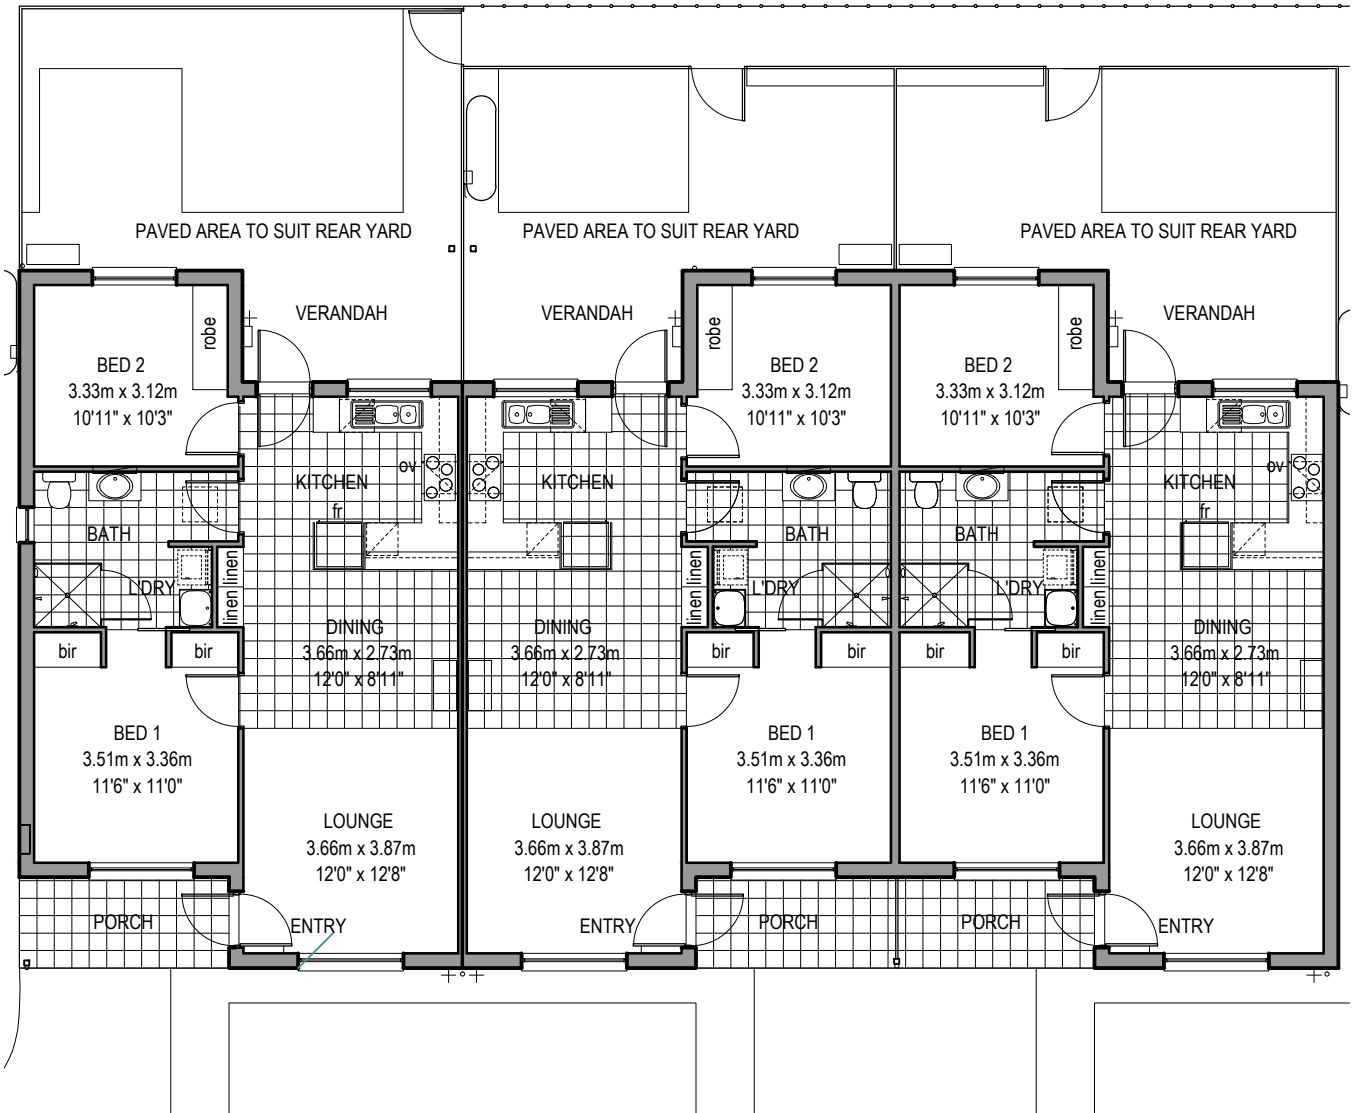 PAVED AREA TO SUIT REAR YARD
PAVED AREA TO SUIT REAR YARD
PAVED AREA TO SUIT REAR YARD
VERANDAH
VERANDAH
VERANDAH
robe
robe
robe
BED 2
3.33m x 3.12m
10'11" x 10'3"
BED 2
3.33m x 3.12m
10'11" x 10'3"
BED 2
3.33m x 3.12m
10'11" x 10'3"
ov
ov
KITCHEN
fr
KITCHEN
KITCHEN
fr
BATH
BATH
BATH
L'DRY
L'DRY
L'DRY
linen linen
linen linen
linen linen
bir
bir
bir
bir
bir
bir
DINING
3.66m x 2.73m
12'0" x 8'11"
DINING
3.66m x 2.73m
12'0" x 8'11"
DINING
3.66m x 2.73m
12'0" x 8'11"
BED 1
3.51m x 3.36m
11'6" x 11'0"
BED 1
3.51m x 3.36m
11'6" x 11'0"
BED 1
3.51m x 3.36m
11'6" x 11'0"
LOUNGE
3.66m x 3.87m
12'0" x 12'8"
LOUNGE
3.66m x 3.87m
12'0" x 12'8"
LOUNGE
3.66m x 3.87m
12'0" x 12'8"
PORCH
ENTRY
ENTRY
PORCH
PORCH
ENTRY